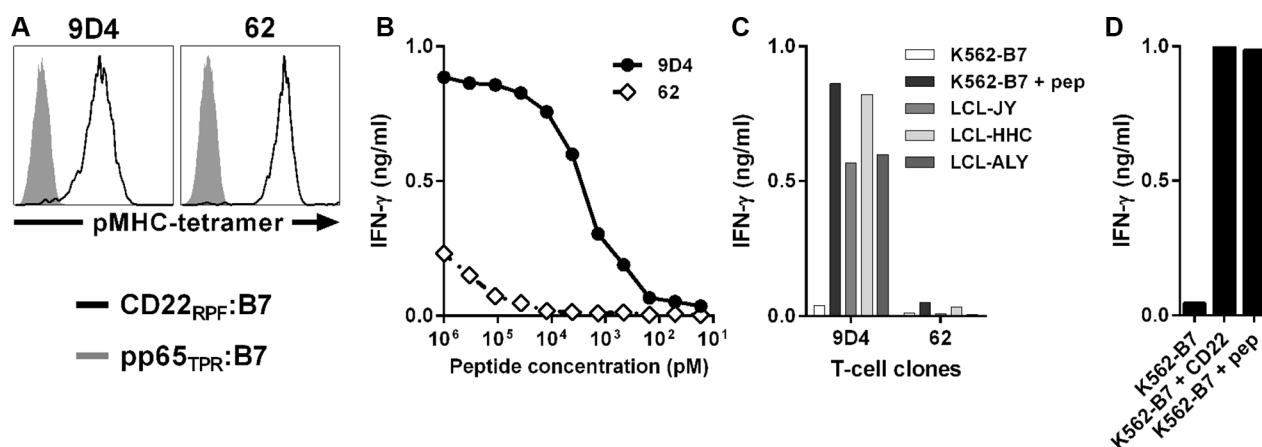 A
9D4
62
pMHC-tetramer
CD22RPF:B7
pp65TPR:B7
B
IFN-γ (ng/ml)
1.0
0.5
0.0
9D4
62
10⁶ 10⁵ 10⁴ 10³ 10² 10¹
Peptide concentration (pM)
C
IFN-γ (ng/ml)
1.0
0.5
0.0
K562-B7
K562-B7 + pep
LCL-JY
LCL-HHC
LCL-ALY
9D4 62
T-cell clones
D
IFN-γ (ng/ml)
1.0
0.5
0.0
K562-B7
K562-B7 + CD22
K562-B7 + pep